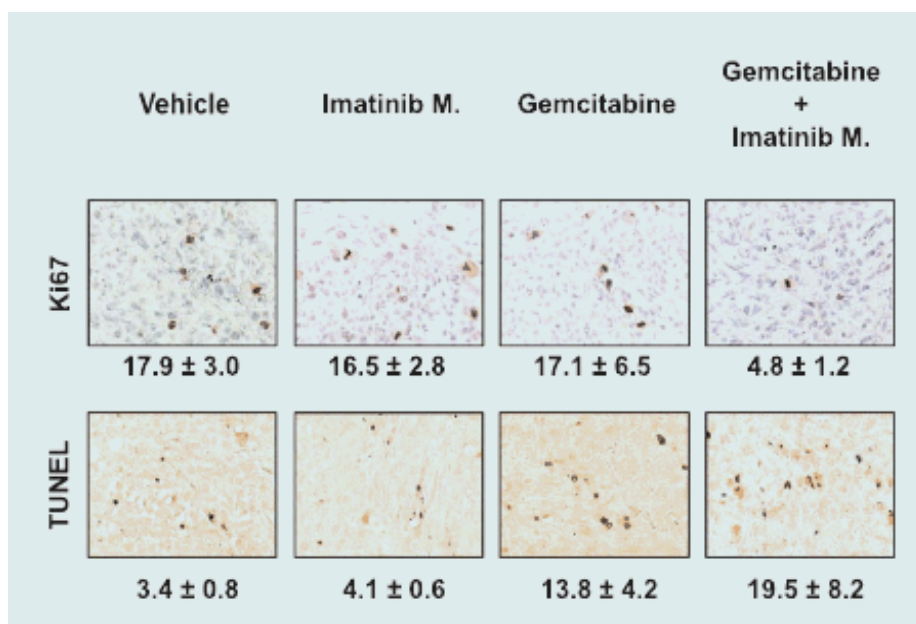 Vehicle
Imatinib M.
Gemcitabine
Gemcitabine
+
Imatinib M.
Ki67
17.9 ± 3.0
16.5 ± 2.8
17.1 ± 6.5
4.8 ± 1.2
TUNEL
3.4 ± 0.8
4.1 ± 0.6
13.8 ± 4.2
19.5 ± 8.2